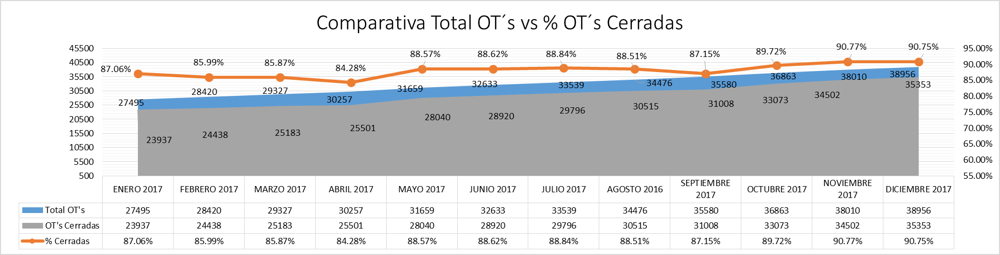 Comparativa Total OT´s vs % OT´s Cerradas
45500
40500
35500
30500
25500
20500
15500
10500
5500
500
95.00%
90.00%
85.00%
80.00%
75.00%
70.00%
65.00%
60.00%
55.00%
87.06% 85.99% 85.87% 84.28% 88.57% 88.62% 88.84% 88.51% 87.15% 89.72% 90.77% 90.75%
27495 28420 29327 30257 31659 32633 33539 34476 35580 36863 38010 38956
23937 24438 25183 25501 28040 28920 29796 30515 31008 33073 34502 35353
ENERO 2017 FEBRERO 2017 MARZO 2017 ABRIL 2017 MAYO 2017 JUNIO 2017 JULIO 2017 AGOSTO 2016 SEPTIEMBRE 2017 OCTUBRE 2017 NOVIEMBRE 2017 DICIEMBRE 2017
Total OT's 27495 28420 29327 30257 31659 32633 33539 34476 35580 36863 38010 38956
OT's Cerradas 23937 24438 25183 25501 28040 28920 29796 30515 31008 33073 34502 35353
% Cerradas 87.06% 85.99% 85.87% 84.28% 88.57% 88.62% 88.84% 88.51% 87.15% 89.72% 90.77% 90.75%